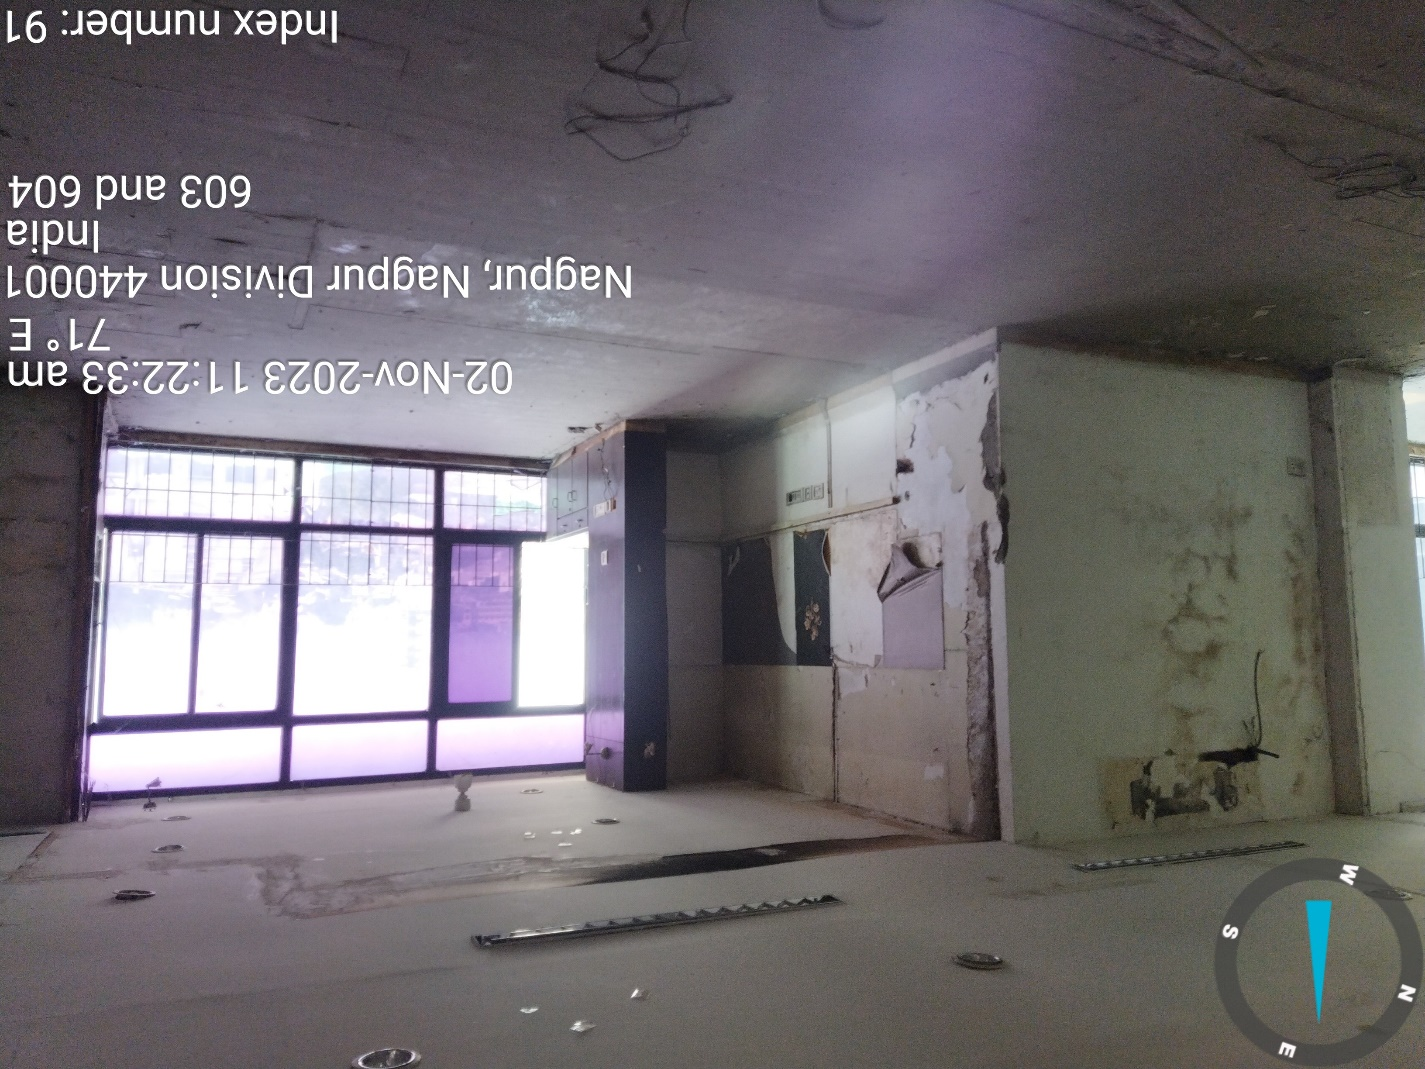 02-Nov-2023 11:22:33 am
71° E
Nagpur, Nagpur Division 440001
India
603 and 604
Index number: 91
E
N
S
W